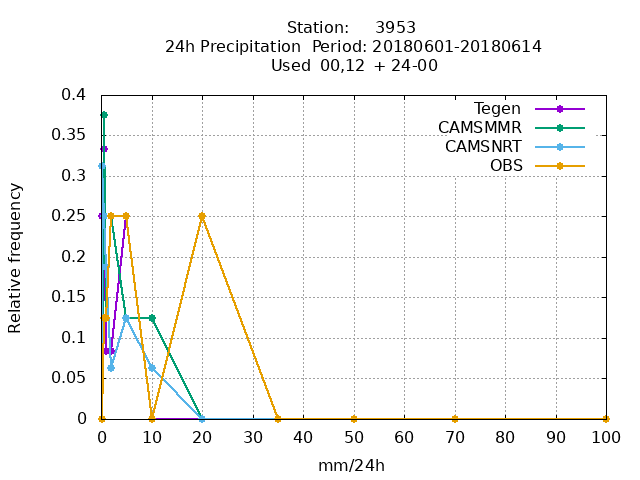 Station: 3953
24h Precipitation Period: 20180601-20180614
Used 00,12 + 24-00
0.4
0.35
0.3
0.25
0.2
0.15
0.1
0.05
0
Relative frequency
Tegen
CAMSMMR
CAMSNRT
OBS
0 10 20 30 40 50 60 70 80 90 100
mm/24h